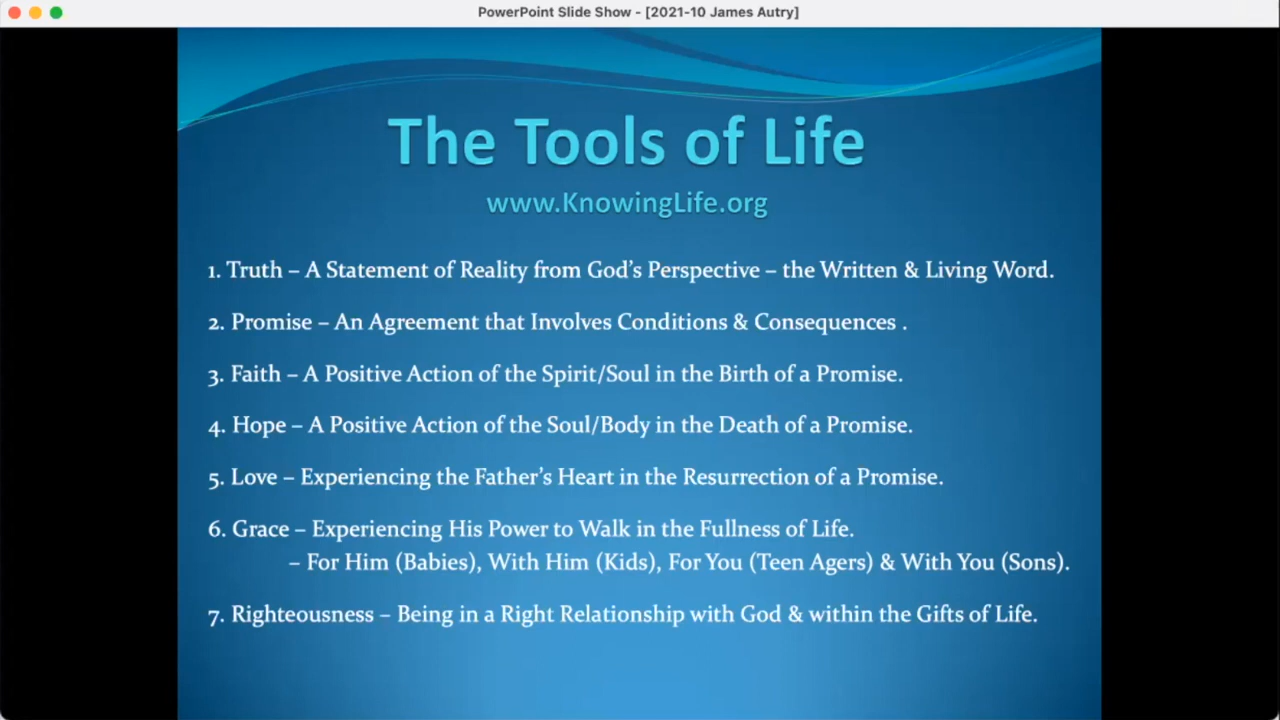 PowerPoint Slide Show - [2021-10 James Autry]
The Tools of Life
www.KnowingLife.org
1. Truth – A Statement of Reality from God’s Perspective – the Written & Living Word.
2. Promise – An Agreement that Involves Conditions & Consequences .
3. Faith – A Positive Action of the Spirit/Soul in the Birth of a Promise.
4. Hope – A Positive Action of the Soul/Body in the Death of a Promise.
5. Love – Experiencing the Father’s Heart in the Resurrection of a Promise.
6. Grace – Experiencing His Power to Walk in the Fullness of Life.
– For Him (Babies), With Him (Kids), For You (Teen Agers) & With You (Sons).
7. Righteousness – Being in a Right Relationship with God & within the Gifts of Life.